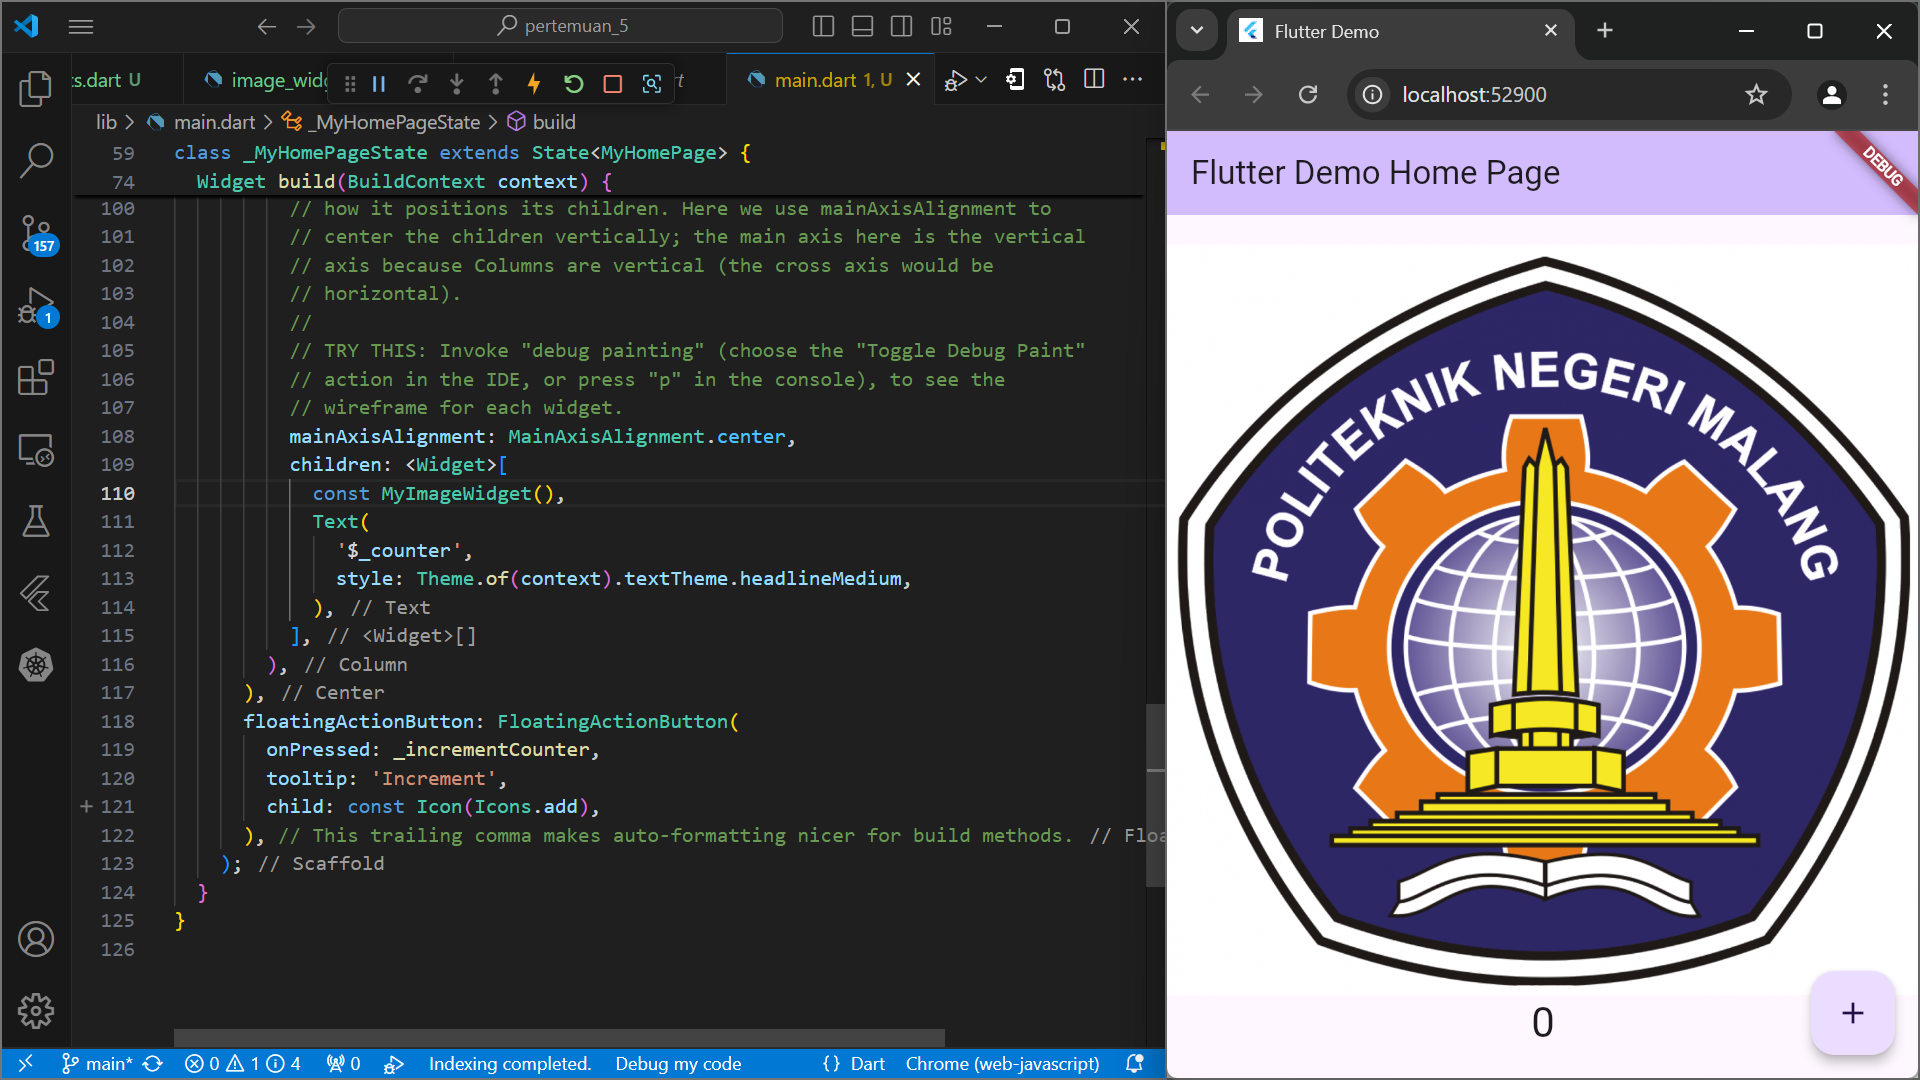 pertemuan_5
s.dart U
image_widg
main.dart 1, U
lib > main.dart > _MyHomePageState > build
59 class _MyHomePageState extends State<MyHomePage> {
74 Widget build(BuildContext context) {
100 // how it positions its children. Here we use mainAxisAlignment to
101 // center the children vertically; the main axis here is the vertical
102 // axis because Columns are vertical (the cross axis would be
103 // horizontal).
104 //
105 // TRY THIS: Invoke "debug painting" (choose the "Toggle Debug Paint"
106 // action in the IDE, or press "p" in the console), to see the
107 // wireframe for each widget.
108 mainAxisAlignment: MainAxisAlignment.center,
109 children: <Widget>[
110 const MyImageWidget(),
111 Text(
112 '$_counter',
113 style: Theme.of(context).textTheme.headlineMedium,
114 ), // Text
115 ], // <Widget>[]
116 ), // Column
117 ), // Center
118 floatingActionButton: FloatingActionButton(
119 onPressed: _incrementCounter,
120 tooltip: 'Increment',
121 child: const Icon(Icons.add),
122 ), // This trailing comma makes auto-formatting nicer for build methods. // Floa
123 ); // Scaffold
124 }
125 }
126
157
1
main* 0 1 4 0 Indexing completed. Debug my code {} Dart Chrome (web-javascript)
Flutter Demo
localhost:52900
Flutter Demo Home Page
DEBUG
POLITEKNIK NEGERI MALANG
0
+